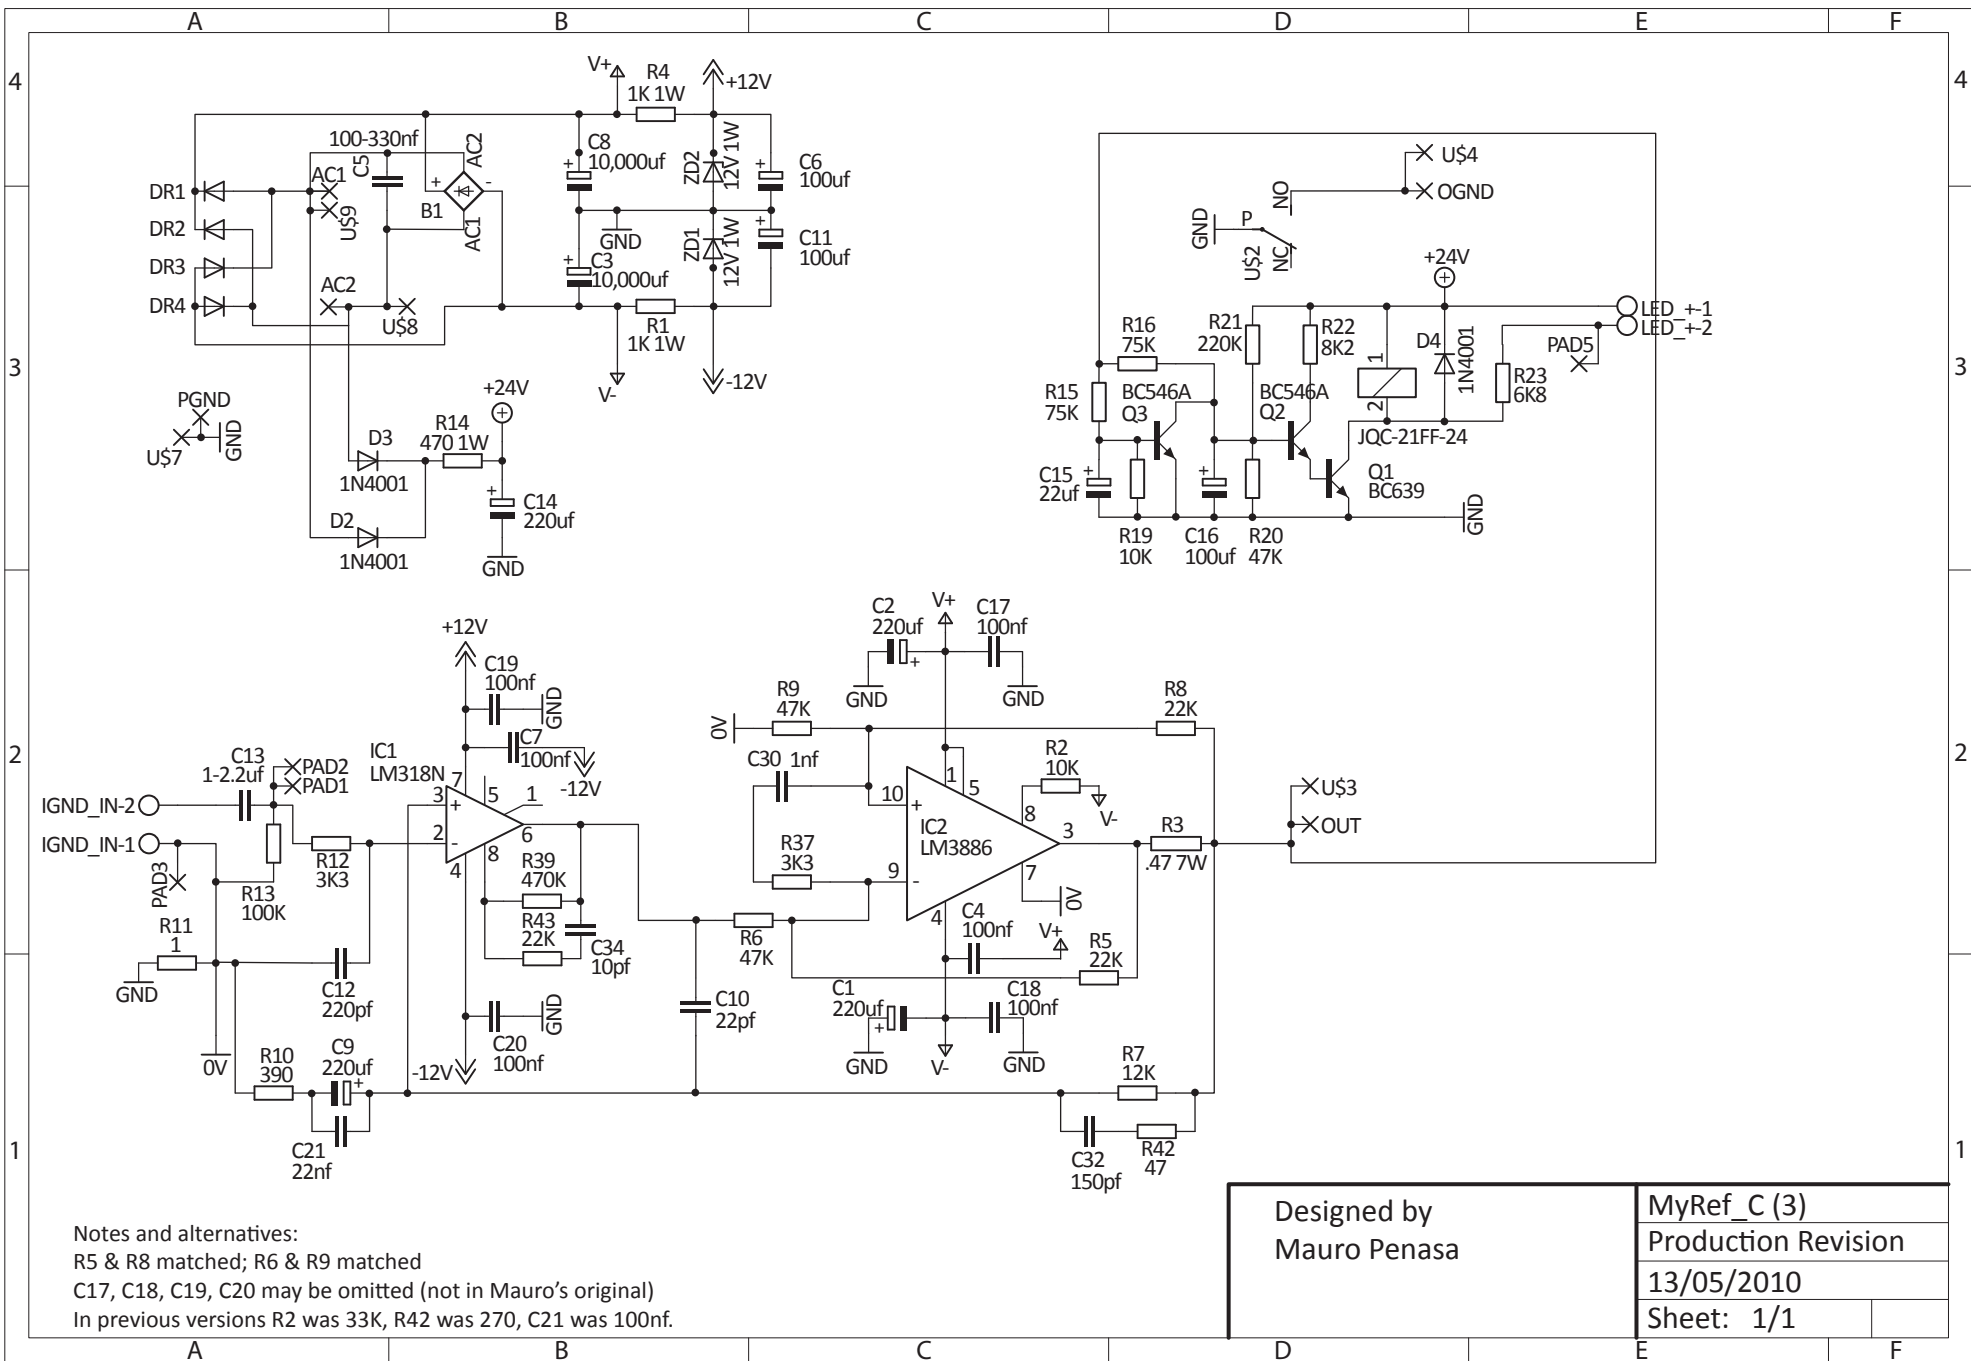 A B C D E F
4
V+
R4
1K 1W
+12V
4
100-330nf
C5
AC2
C8
10,000uf
ZD2
12V 1W
C6
100uf
U$4
OGND
NO
DR1
AC1
U$9
+
-
B1
AC1
DR2
GND
ZD1
12V 1W
C11
100uf
GND
P
U$2
NC
DR3
C3
10,000uf
+24V
DR4
AC2
U$8
R1
1K 1W
LED_+-1
LED_+-2
R16
75K
R21
220K
R22
8K2
D4
1N4001
PAD5
3
V-
-12V
1
2
R23
6K8
3
+24V
R15
75K
BC546A
Q3
BC546A
Q2
JQC-21FF-24
PGND
U$7
GND
D3
1N4001
R14
470 1W
Q1
BC639
C15
22uf
C14
220uf
D2
1N4001
GND
GND
R19
10K
C16
100uf
R20
47K
+12V
C2
220uf
V+
C17
100nf
C19
100nf
GND
GND
GND
R9
47K
0V
R8
22K
2
C13
1-2.2uf
PAD2
PAD1
IC1
LM318N
7
C7
100nf
-12V
C30 1nf
R2
10K
V-
2
IGND_IN-2
3
+
5
1
10
+
1
5
8
U$3
OUT
IGND_IN-1
2
-
6
IC2
LM3886
3
R3
.47 7W
PAD3
R13
100K
R12
3K3
4
8
R39
470K
R37
3K3
9
-
7
0V
R11
1
GND
R43
22K
C34
10pf
R6
47K
4
C4
100nf
V+
R5
22K
C12
220pf
C20
100nf
GND
C10
22pf
C1
220uf
C18
100nf
GND
V-
GND
0V
R10
390
C9
220uf
-12V
R7
12K
1
C21
22nf
C32
150pf
R42
47
1
Notes and alternatives:
R5 & R8 matched; R6 & R9 matched
C17, C18, C19, C20 may be omitted (not in Mauro's original)
In previous versions R2 was 33K, R42 was 270, C21 was 100nf.
Designed by
Mauro Penasa
MyRef_C (3)
Production Revision
13/05/2010
Sheet: 1/1
A B C D E F